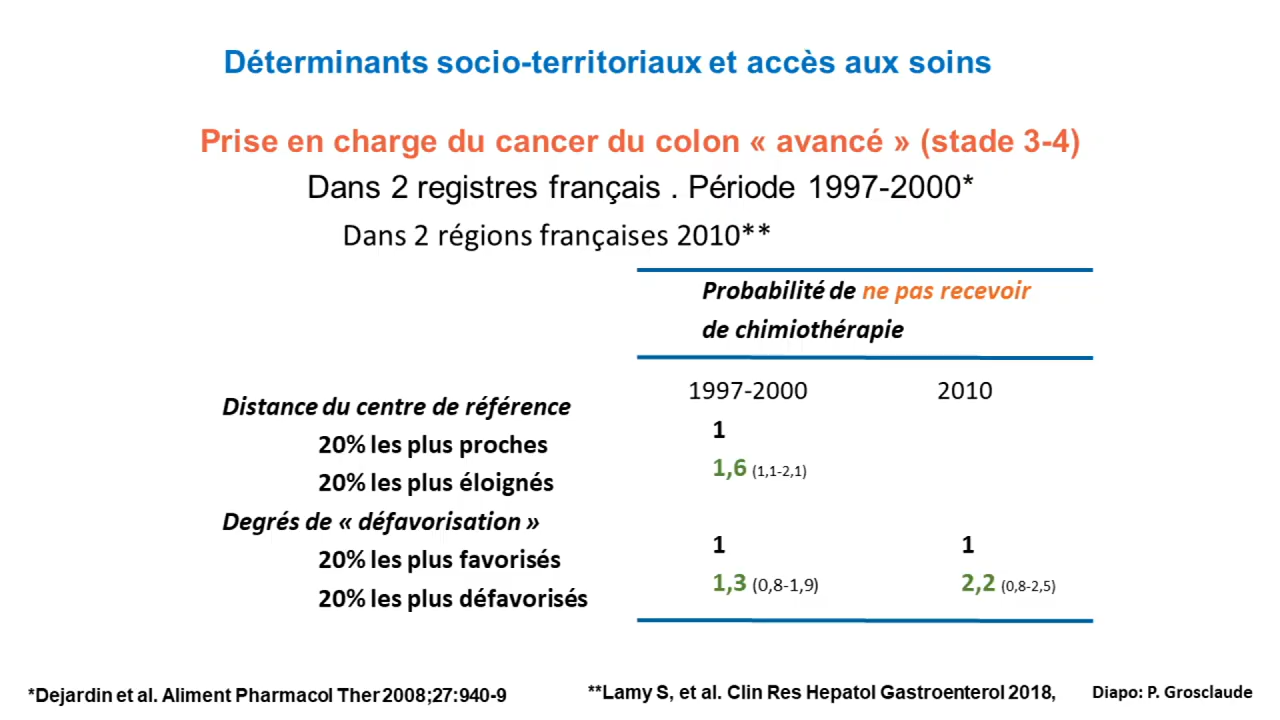 Déterminants socio-territoriaux et accès aux soins
Prise en charge du cancer du colon « avancé » (stade 3-4)
Dans 2 registres français . Période 1997-2000*
Dans 2 régions françaises 2010**
Probabilité de ne pas recevoir
de chimiothérapie
1997-2000 2010
Distance du centre de référence
20% les plus proches 1
20% les plus éloignés 1,6 (1,1-2,1)
Degrés de « défavorisation »
20% les plus favorisés 1 1
20% les plus défavorisés 1,3 (0,8-1,9) 2,2 (0,8-2,5)
*Dejardin et al. Aliment Pharmacol Ther 2008;27:940-9
**Lamy S, et al. Clin Res Hepatol Gastroenterol 2018,
Diapo: P. Grosclaude